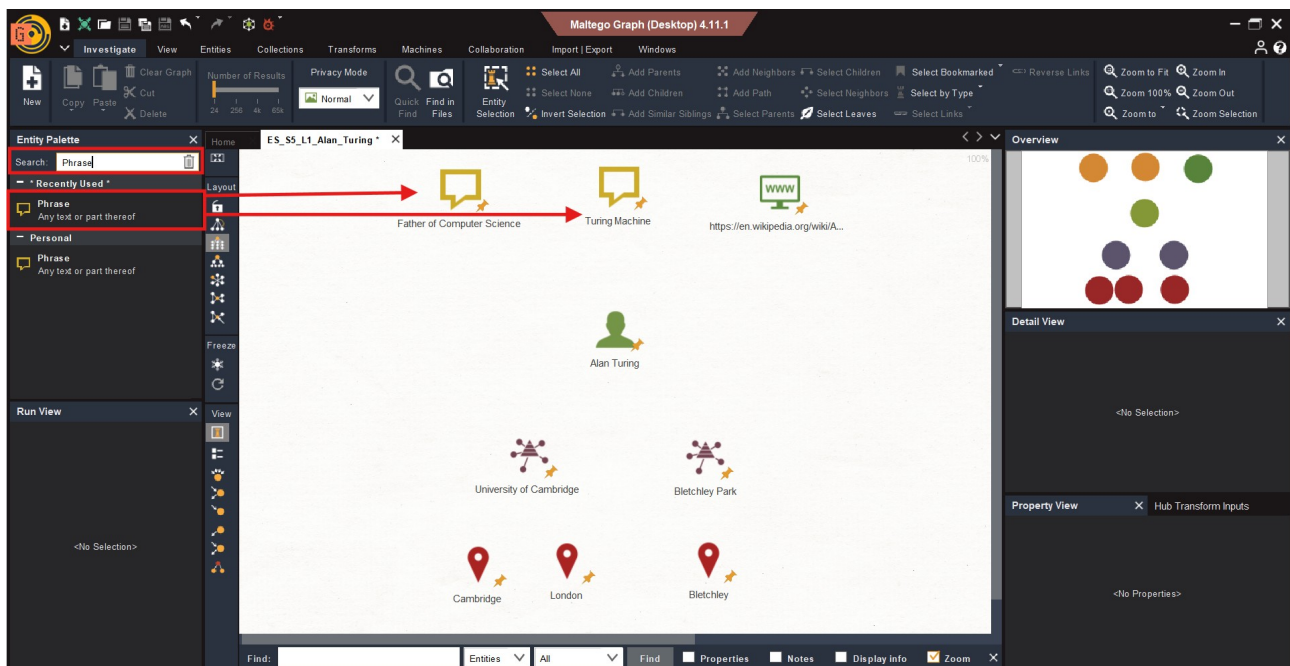 Maltego Graph (Desktop) 4.11.1
Investigate View Entities Collections Transforms Machines Collaboration Import | Export Windows
New
Copy Paste
Clear Graph
Cut
Delete
Number of Results
24 256 4k 65k
Privacy Mode
Normal
Quick Find
Find in Files
Entity Selection
Select All
Select None
Invert Selection
Add Parents
Add Children
Add Similar Siblings
Add Neighbors
Add Path
Select Parents
Select Children
Select Neighbors
Select Leaves
Select Bookmarked
Select by Type
Select Links
Reverse Links
Zoom to Fit
Zoom 100%
Zoom to
Zoom In
Zoom Out
Zoom Selection
Entity Palette
Search: Phrase
* Recently Used *
Phrase
Any text or part thereof
Personal
Phrase
Any text or part thereof
Run View
<No Selection>
Home ES_S5_L1_Alan_Turing *
Layout
Freeze
View
100%
Father of Computer Science
Turing Machine
WWW
https://en.wikipedia.org/wiki/A...
Alan Turing
University of Cambridge
Bletchley Park
Cambridge
London
Bletchley
Find: Entities All Find Properties Notes Display info Zoom
Overview
Detail View
<No Selection>
Property View Hub Transform Inputs
<No Properties>